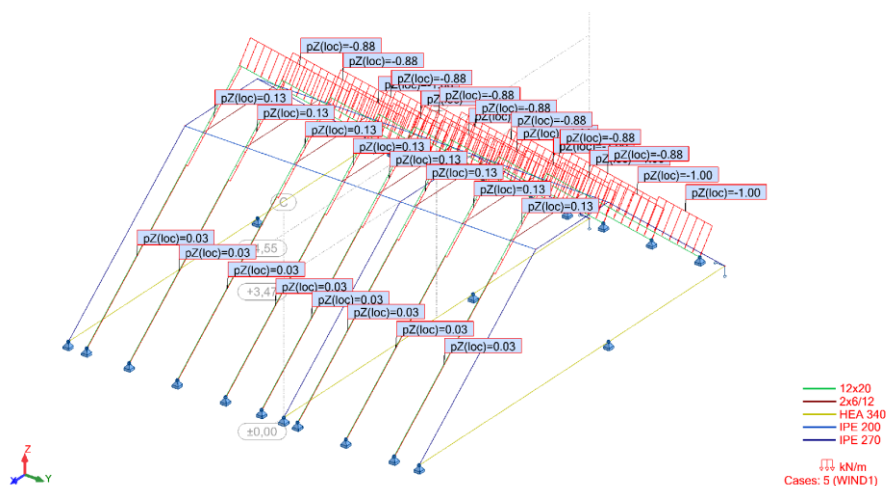 pZ(loc)=-0.88
pZ(loc)=-0.88
pZ(loc)=-0.88
pZ(loc)=-0.88
pZ(loc)=0.13
pZ(loc)=-0.88
pZ(loc)=0.13
pZ(loc)=-0.88
pZ(loc)=0.13
pZ(loc)=-0.88
pZ(loc)=0.13
pZ(loc)=-0.88
pZ(loc)=0.13
pZ(loc)=-1.00
pZ(loc)=0.13
pZ(loc)=-1.00
pZ(loc)=0.13
pZ(loc)=0.13
C
pZ(loc)=0.03
pZ(loc)=0.03
,55
pZ(loc)=0.03
+3,47
pZ(loc)=0.03
pZ(loc)=0.03
pZ(loc)=0.03
pZ(loc)=0.03
pZ(loc)=0.03
±0,00
12x20
2x6/12
HEA 340
IPE 200
IPE 270
kN/m
Cases: 5 (WIND1)
Z
X
Y